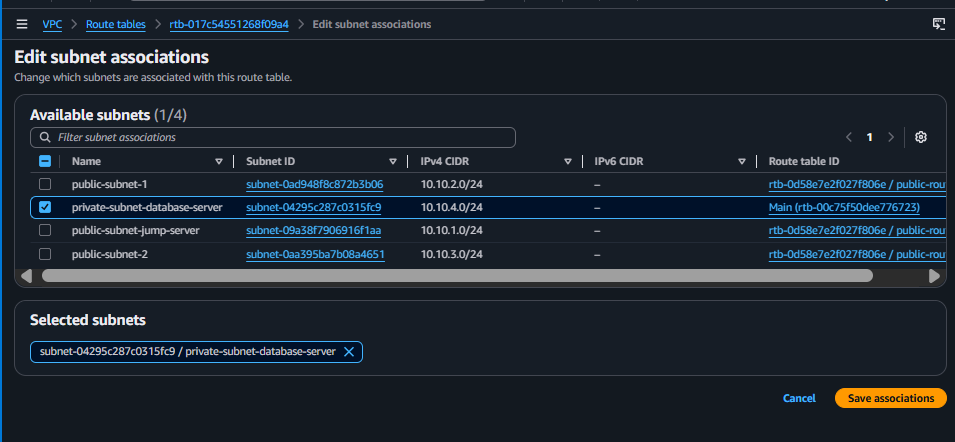 VPC > Route tables > rtb-017c54551268f09a4 > Edit subnet associations
Edit subnet associations
Change which subnets are associated with this route table.
Available subnets (1/4)
Filter subnet associations
1
Name Subnet ID IPv4 CIDR IPv6 CIDR Route table ID
public-subnet-1 subnet-0ad948f8c872b3b06 10.10.2.0/24 – rtb-0d58e7e2f027f806e / public-rou
private-subnet-database-server subnet-04295c287c0315fc9 10.10.4.0/24 – Main (rtb-00c75f50dee776723)
public-subnet-jump-server subnet-09a38f7906916f1aa 10.10.1.0/24 – rtb-0d58e7e2f027f806e / public-rou
public-subnet-2 subnet-0aa395ba7b08a4651 10.10.3.0/24 – rtb-0d58e7e2f027f806e / public-rou
Selected subnets
subnet-04295c287c0315fc9 / private-subnet-database-server
Cancel Save associations